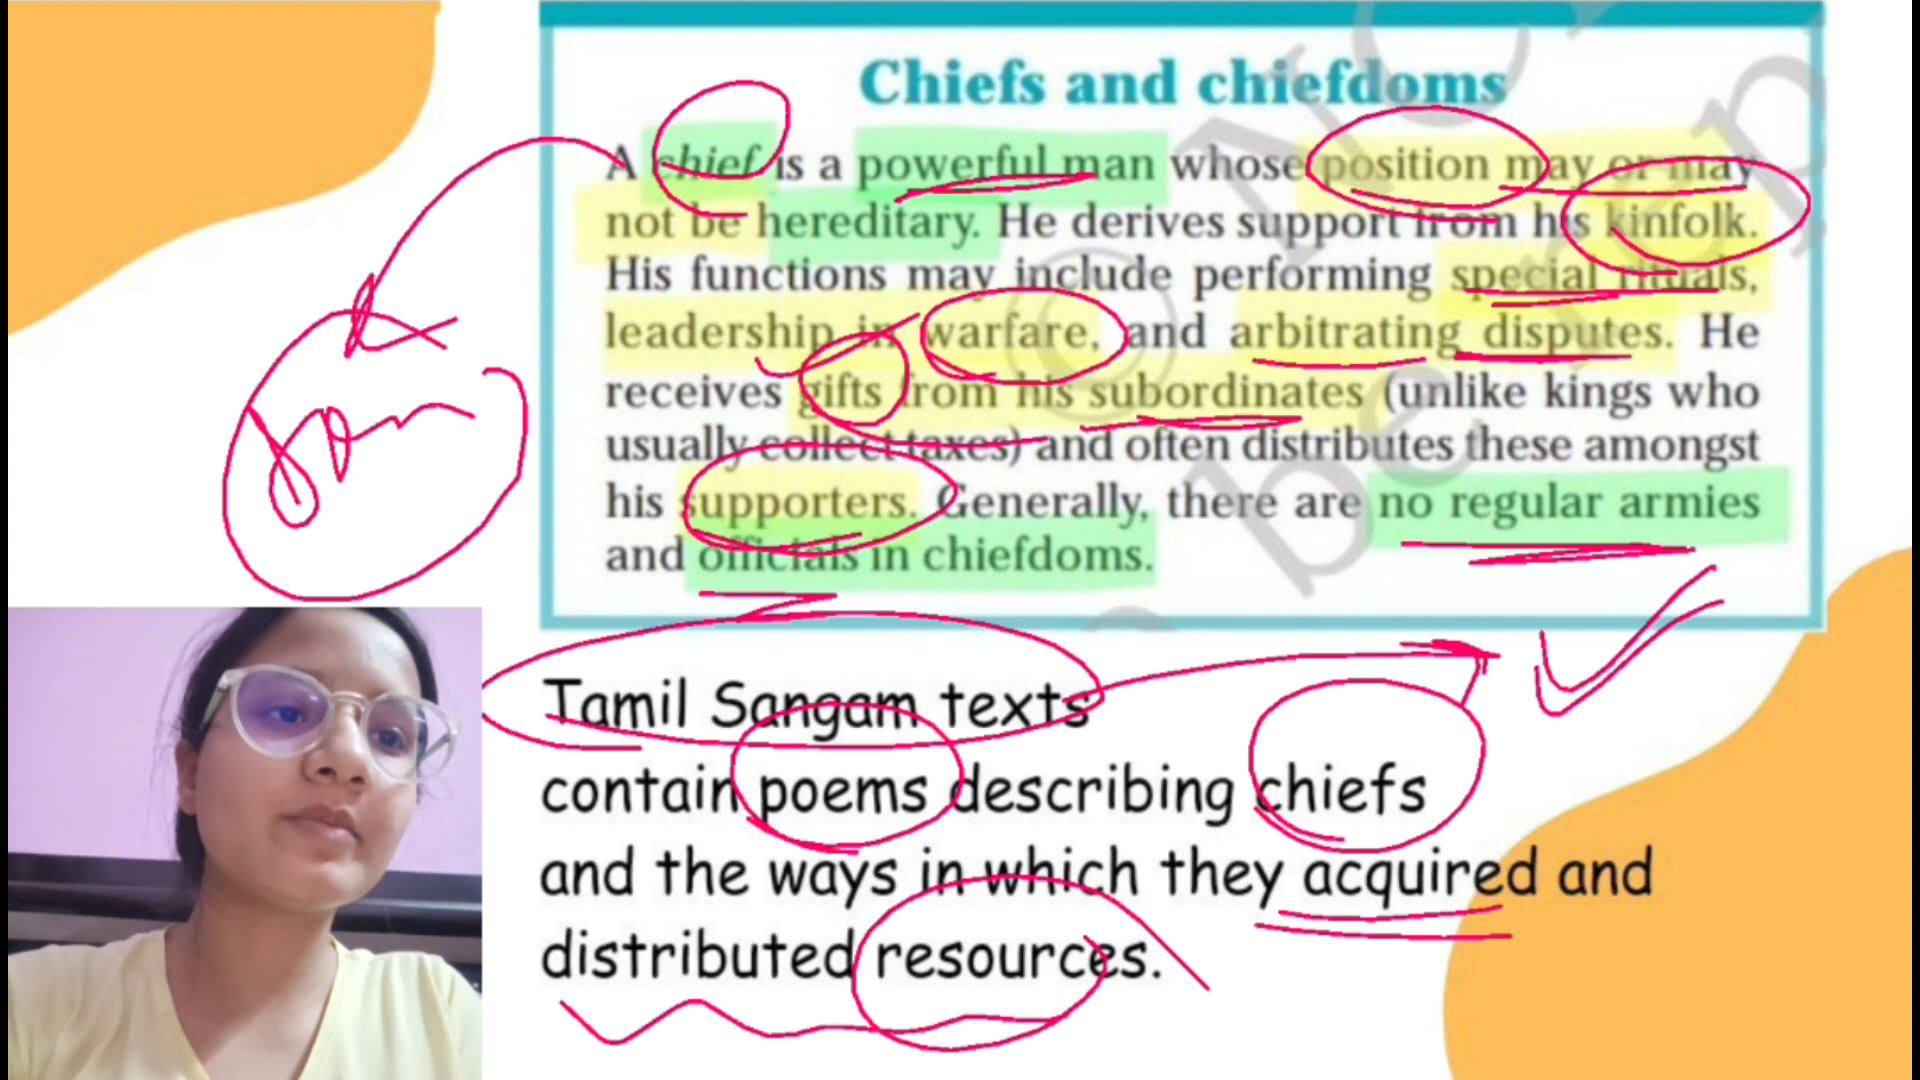 Chiefs and chiefdoms
A chief is a powerful man whose position may or may
not be hereditary. He derives support from his kinfolk.
His functions may include performing special rituals,
leadership in warfare, and arbitrating disputes. He
receives gifts from his subordinates (unlike kings who
usually collect taxes) and often distributes these amongst
his supporters. Generally, there are no regular armies
and officials in chiefdoms.
Tamil Sangam texts
contain poems describing chiefs
and the ways in which they acquired and
distributed resources.